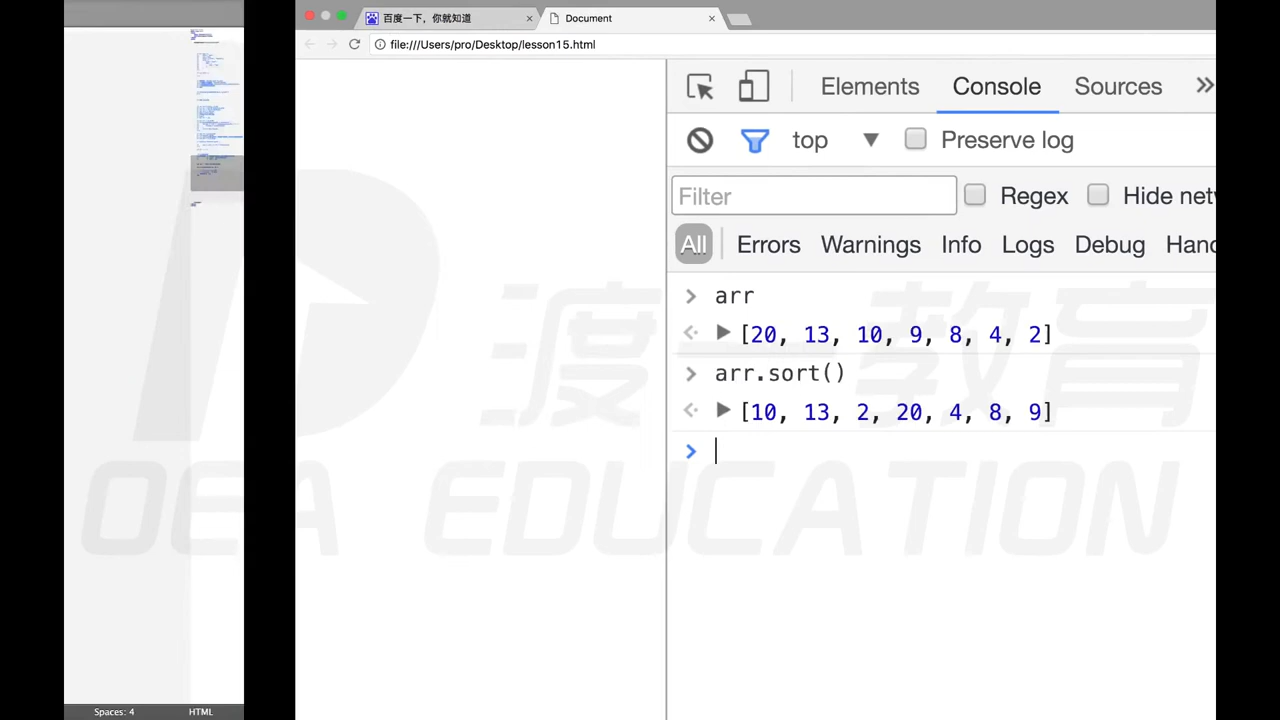 百度一下，你就知道
Document
file:///Users/pro/Desktop/lesson15.html
Elements Console Sources
top Preserve log
Filter Regex Hide netw
All Errors Warnings Info Logs Debug Hand
arr
[20, 13, 10, 9, 8, 4, 2]
arr.sort()
[10, 13, 2, 20, 4, 8, 9]
渡一教育
DEA EDUCATION
Spaces: 4 HTML